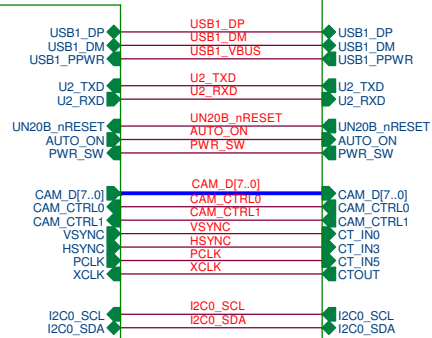 USB1_DP USB1_DP USB1_DP
USB1_DM USB1_DM USB1_DM
USB1_PPWR USB1_VBUS USB1_PPWR
U2_TXD U2_TXD U2_TXD
U2_RXD U2_RXD U2_RXD
UN20B_nRESET UN20B_nRESET UN20B_nRESET
AUTO_ON AUTO_ON AUTO_ON
PWR_SW PWR_SW PWR_SW
CAM_D[7..0] CAM_D[7..0] CAM_D[7..0]
CAM_CTRL0 CAM_CTRL0 CAM_CTRL0
CAM_CTRL1 CAM_CTRL1 CAM_CTRL1
VSYNC VSYNC CT_IN0
HSYNC HSYNC CT_IN3
PCLK PCLK CT_IN5
XCLK XCLK CTOUT
I2C0_SCL I2C0_SCL I2C0_SCL
I2C0_SDA I2C0_SDA I2C0_SDA